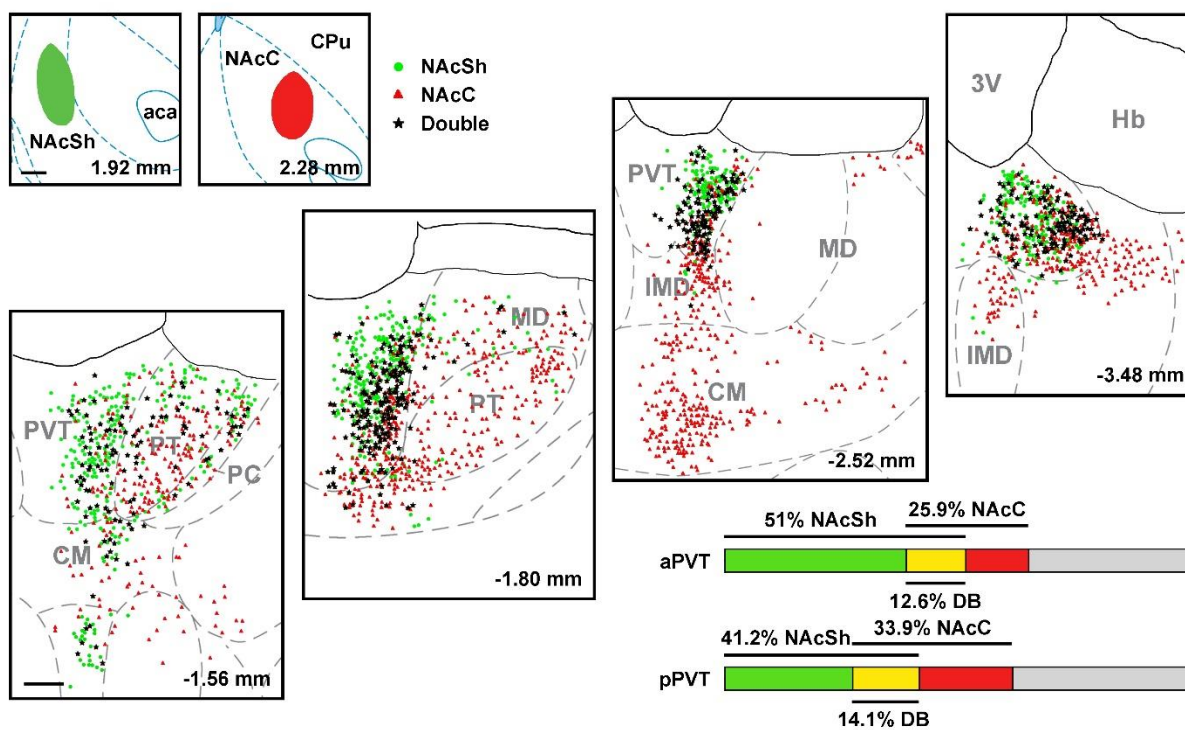 NAcSh
aca
1.92 mm
NAcC
CPu
2.28 mm
NAcSh
NAcC
Double
PVT
PT
PC
CM
-1.56 mm
MD
PT
-1.80 mm
PVT
MD
IMD
CM
-2.52 mm
3V
Hb
IMD
-3.48 mm
51% NAcSh
25.9% NAcC
aPVT
12.6% DB
41.2% NAcSh
33.9% NAcC
pPVT
14.1% DB